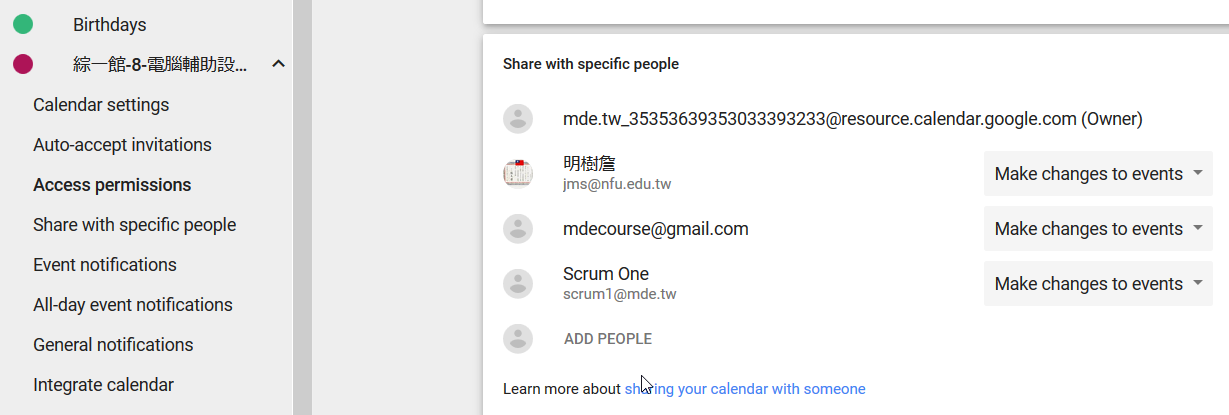 Birthdays
綜一館-8-電腦輔助設...
Calendar settings
Auto-accept invitations
Access permissions
Share with specific people
Event notifications
All-day event notifications
General notifications
Integrate calendar
Share with specific people
mde.tw_35353639353033393233@resource.calendar.google.com (Owner)
明樹詹
jms@nfu.edu.tw
Make changes to events
mdecourse@gmail.com
Make changes to events
Scrum One
scrum1@mde.tw
Make changes to events
ADD PEOPLE
Learn more about sharing your calendar with someone